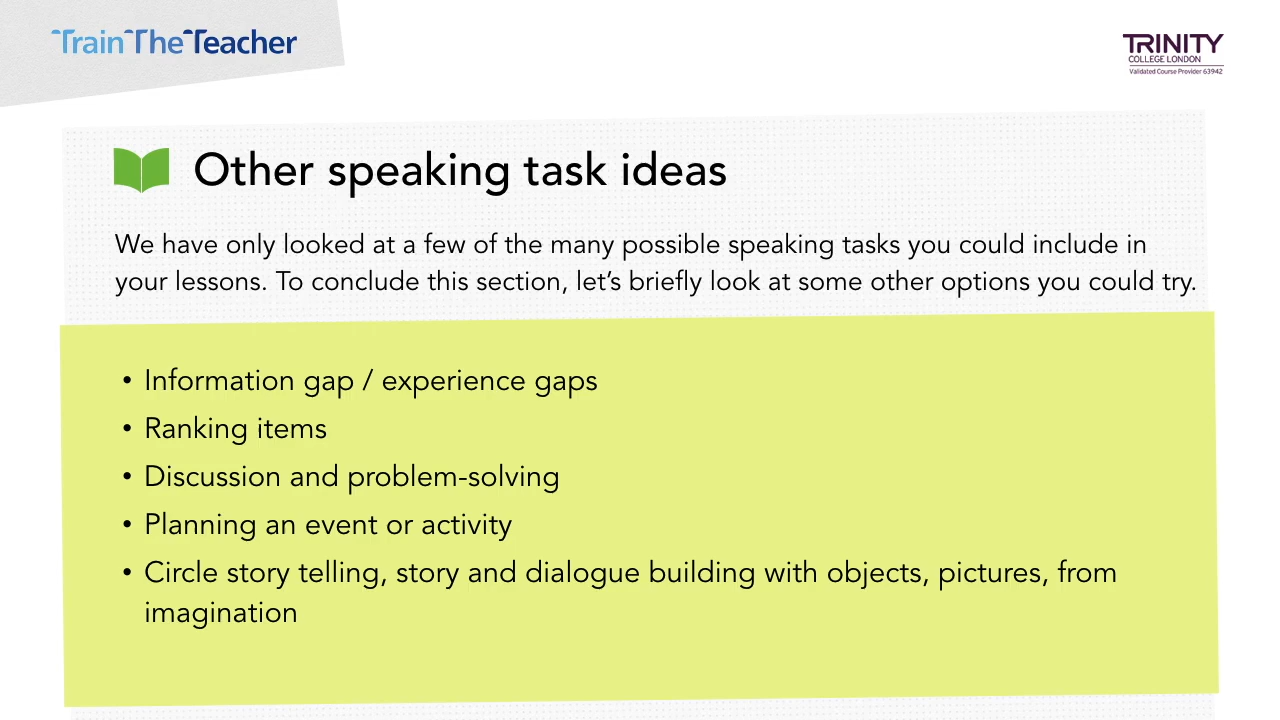 TrainTheTeacher
TRINITY
COLLEGE LONDON
Validated Course Provider 63942
Other speaking task ideas
We have only looked at a few of the many possible speaking tasks you could include in
your lessons. To conclude this section, let’s briefly look at some other options you could try.
• Information gap / experience gaps
• Ranking items
• Discussion and problem-solving
• Planning an event or activity
• Circle story telling, story and dialogue building with objects, pictures, from
imagination